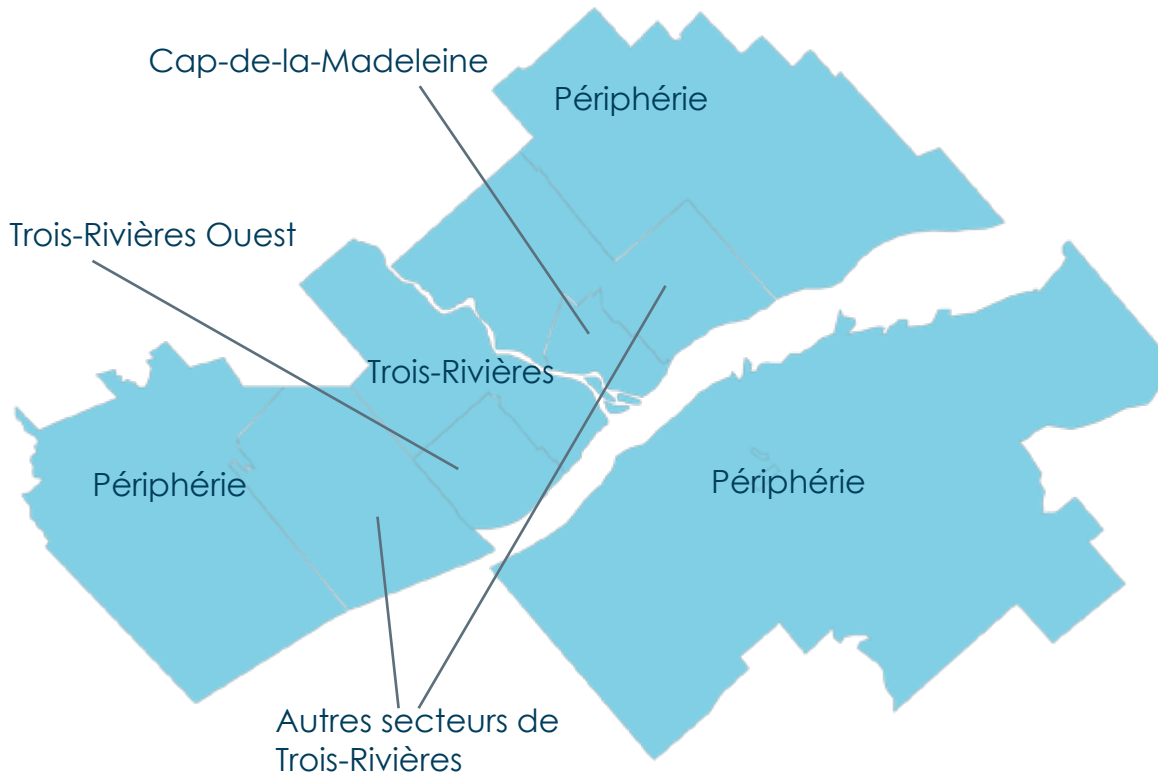 Cap-de-la-Madeleine
Périphérie
Trois-Rivières Ouest
Trois-Rivières
Périphérie
Périphérie
Autres secteurs de
Trois-Rivières